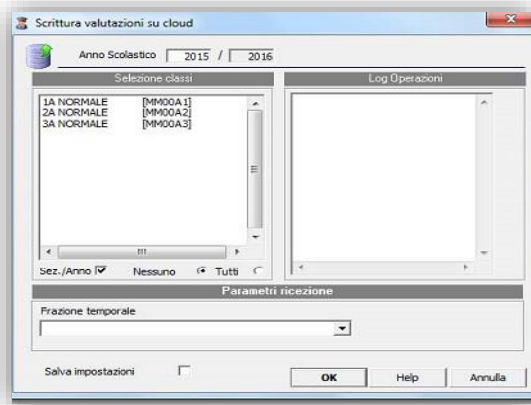 Scrittura valutazioni su cloud
Anno Scolastico 2015 / 2016
Selezione classi
Log Operazioni
1A NORMALE [MM00A1]
2A NORMALE [MM00A2]
3A NORMALE [MM00A3]
Sez./Anno Nessuno Tutti
Parametri ricezione
Frazione temporale
Salva impostazioni
OK Help Annulla